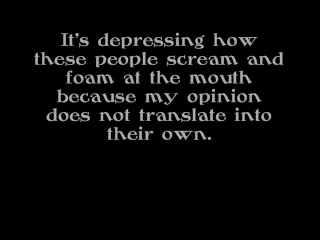 It's depressing how
these people scream and
foam at the mouth
because my opinion
does not translate into
their own.